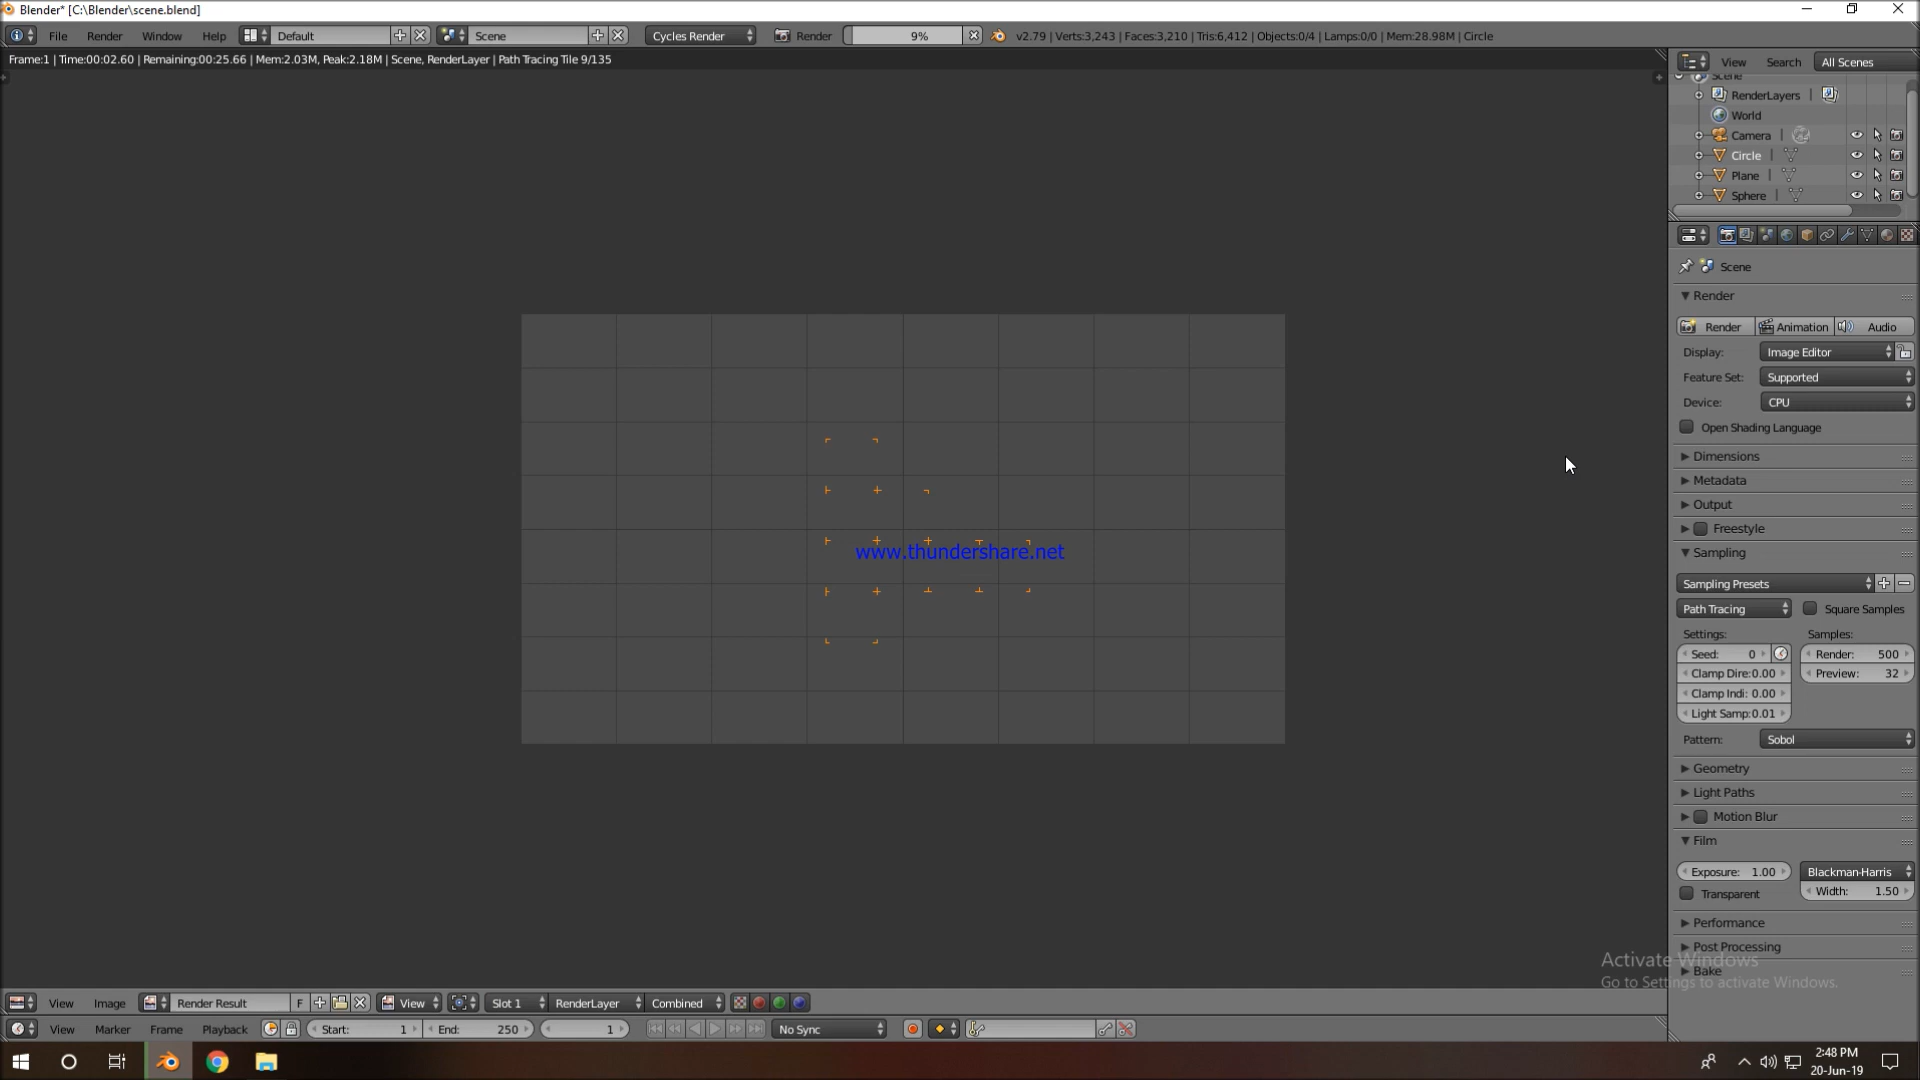 Blender* [C:\Blender\scene.blend]
File Render Window Help Default Scene Cycles Render Render 9% v2.79 | Verts:3,243 | Faces:3,210 | Tris:6,412 | Objects:0/4 | Lamps:0/0 | Mem:28.98M | Circle
Frame:1 | Time:00:02.60 | Remaining:00:25.66 | Mem:2.03M, Peak:2.18M | Scene, RenderLayer | Path Tracing Tile 9/135
View Search All Scenes
Scene
RenderLayers
World
Camera
Circle
Plane
Sphere
Scene
Render
Render Animation Audio
Display: Image Editor
Feature Set: Supported
Device: CPU
Open Shading Language
Dimensions
Metadata
Output
Freestyle
Sampling
Sampling Presets
Path Tracing Square Samples
Settings: Samples:
Seed: 0 Render: 500
Clamp Dire:0.00 Preview: 32
Clamp Indi: 0.00
Light Samp:0.01
Pattern: Sobol
Geometry
Light Paths
Motion Blur
Film
Exposure: 1.00 Blackman-Harris
Transparent Width: 1.50
Performance
Post Processing
Bake
Activate Windows
Go to Settings to activate Windows.
www.thundershare.net
View Image Render Result F View Slot 1 RenderLayer Combined
View Marker Frame Playback Start: 1 End: 250 1 No Sync
2:48 PM
20-Jun-19